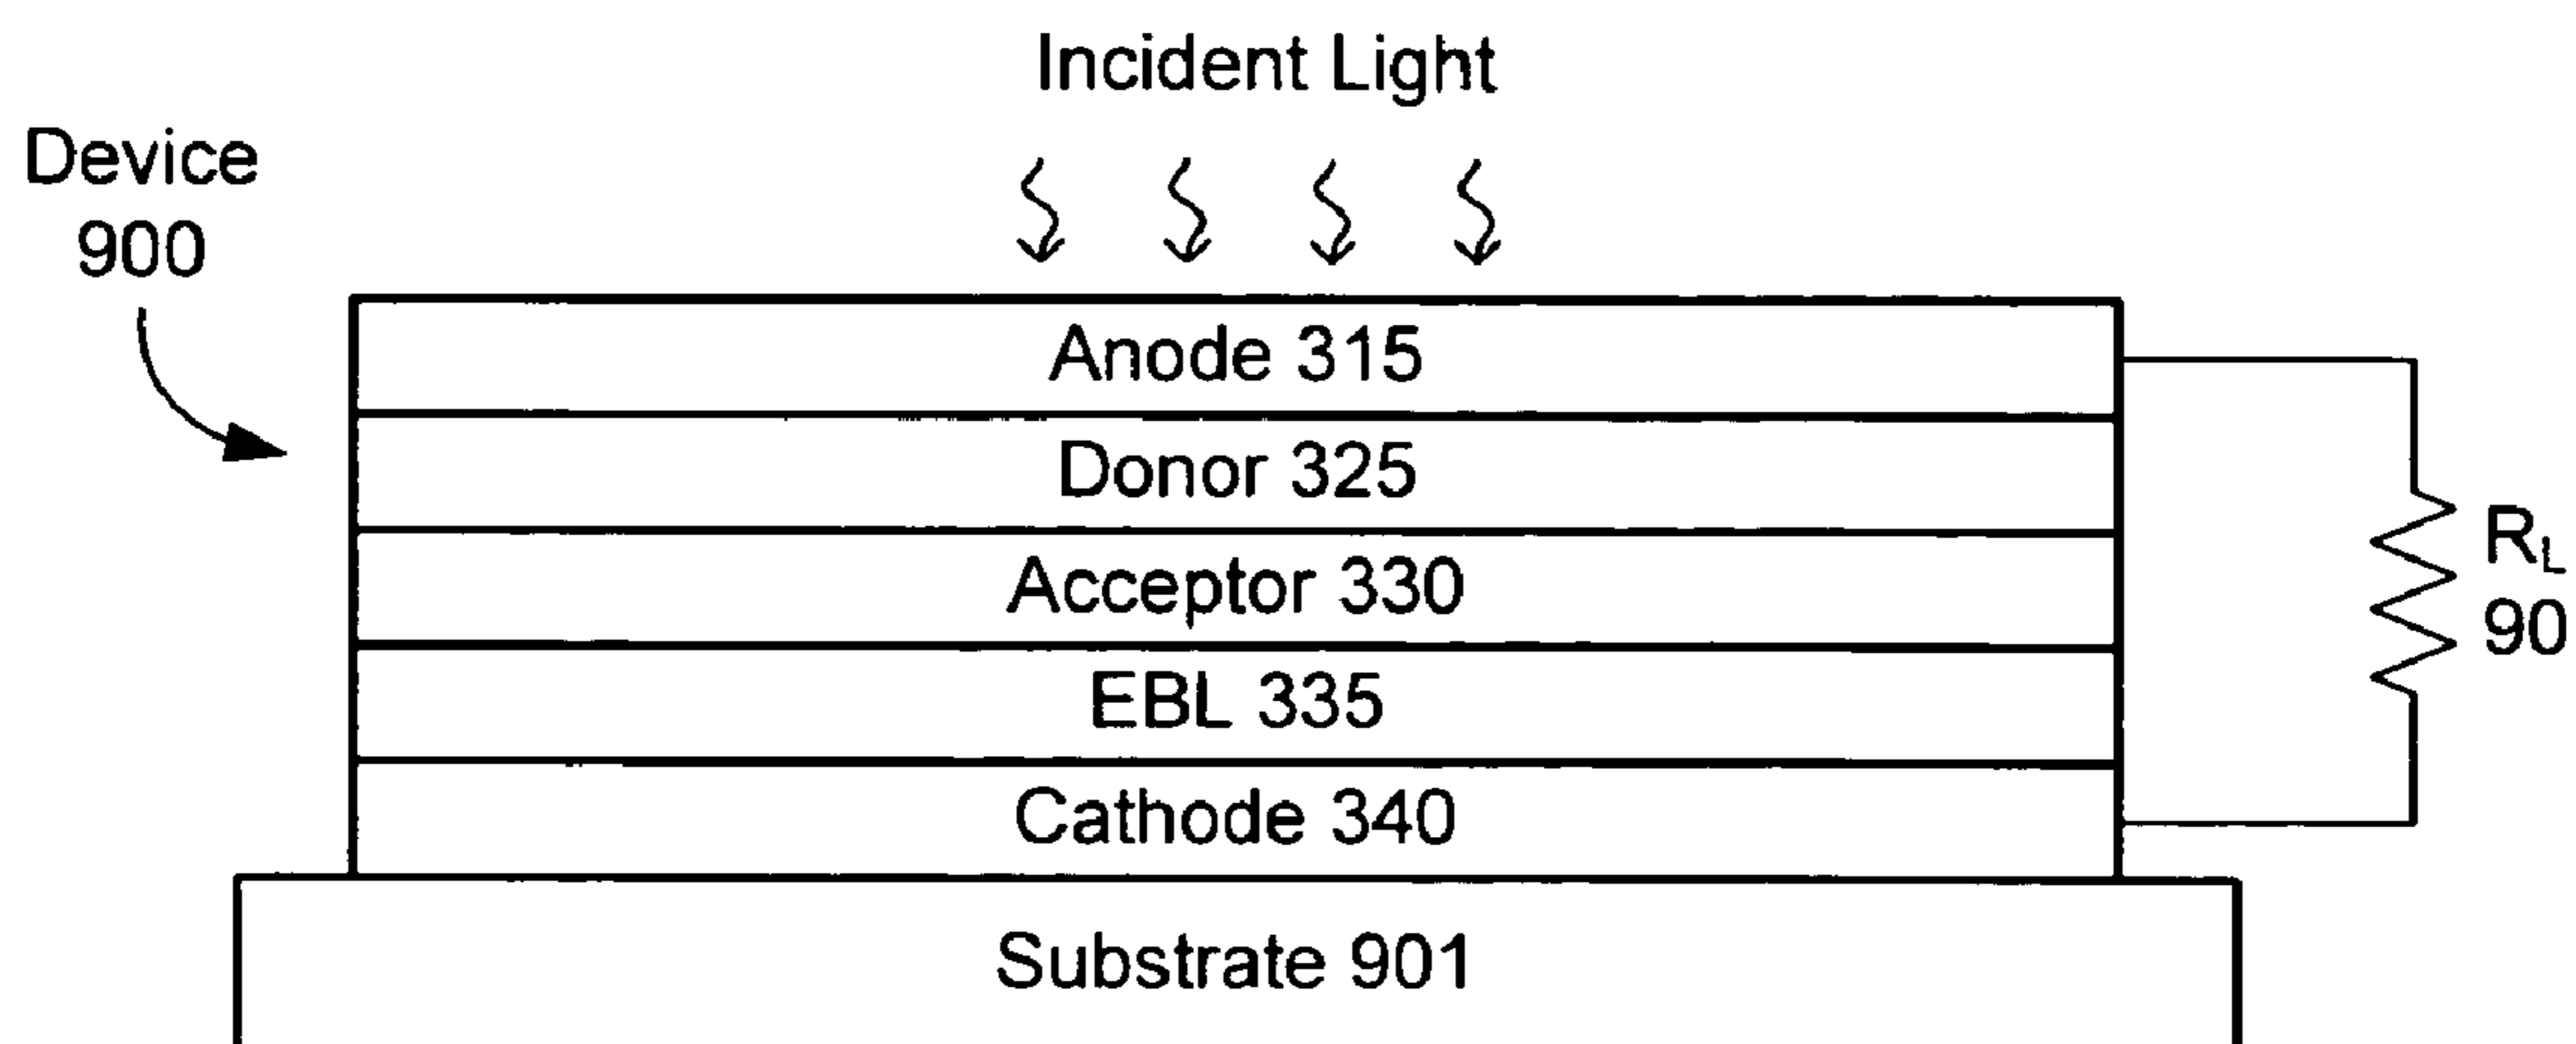 Incident Light
Device
900
Anode 315
Donor 325
Acceptor 330
EBL 335
Cathode 340
Substrate 901
RL
90